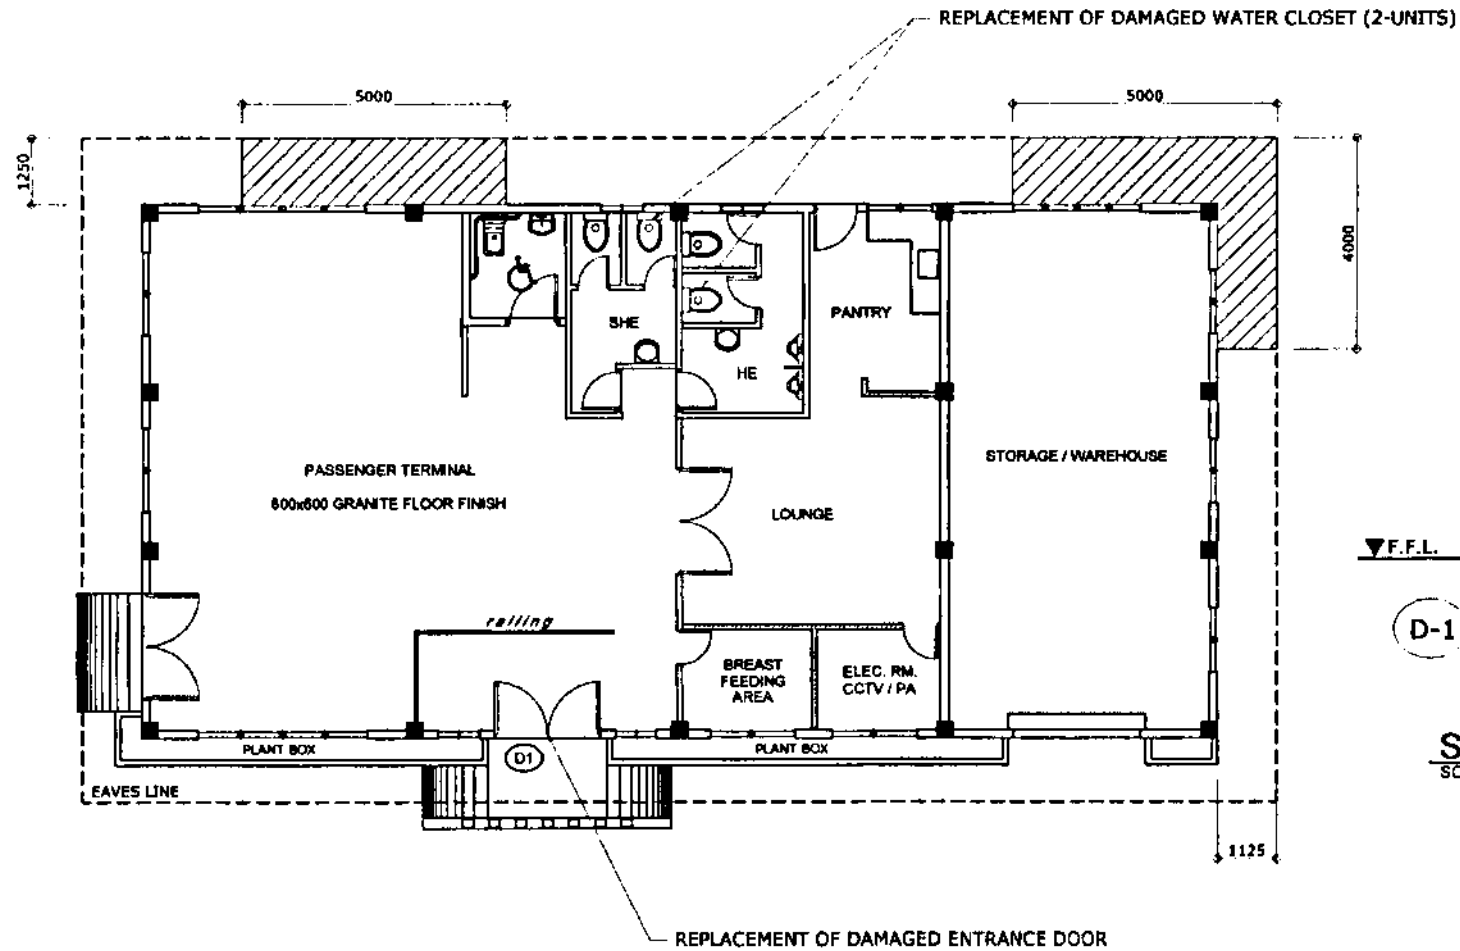 REPLACEMENT OF DAMAGED WATER CLOSET (2-UNITS)
5000
5000
1250
4000
SHE
PANTRY
HE
PASSENGER TERMINAL
600x600 GRANITE FLOOR FINISH
STORAGE / WAREHOUSE
LOUNGE
F.F.L.
railing
D-1
BREAST
FEEDING
AREA
ELEC. RM.
CCTV / PA
PLANT BOX
PLANT BOX
D1
EAVES LINE
S
SC
1125
REPLACEMENT OF DAMAGED ENTRANCE DOOR